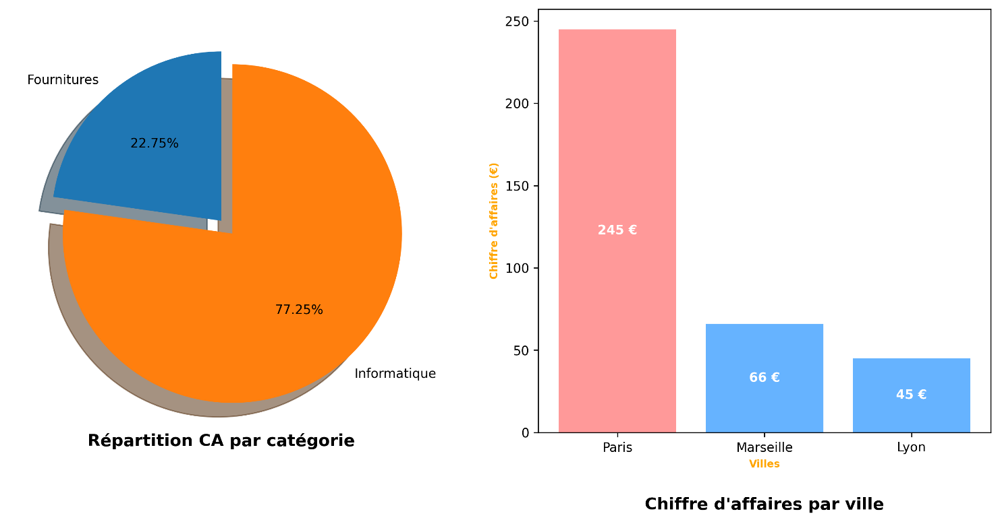 Fournitures
22.75%
77.25%
Informatique
Répartition CA par catégorie
250
200
150
100
50
0
Chiffre d'affaires (€)
245 €
66 €
45 €
Paris
Marseille
Lyon
Villes
Chiffre d'affaires par ville